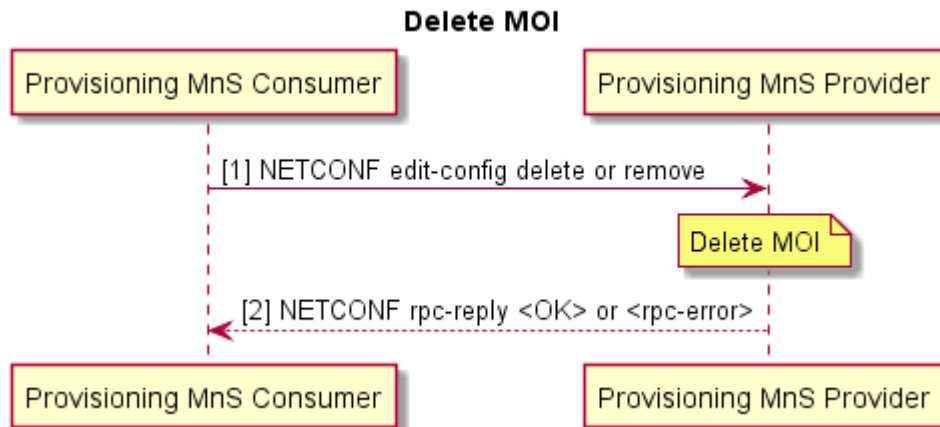 Delete MOI
Provisioning MnS Consumer
Provisioning MnS Provider
[1] NETCONF edit-config delete or remove
Delete MOI
[2] NETCONF rpc-reply <OK> or <rpc-error>
Provisioning MnS Consumer
Provisioning MnS Provider